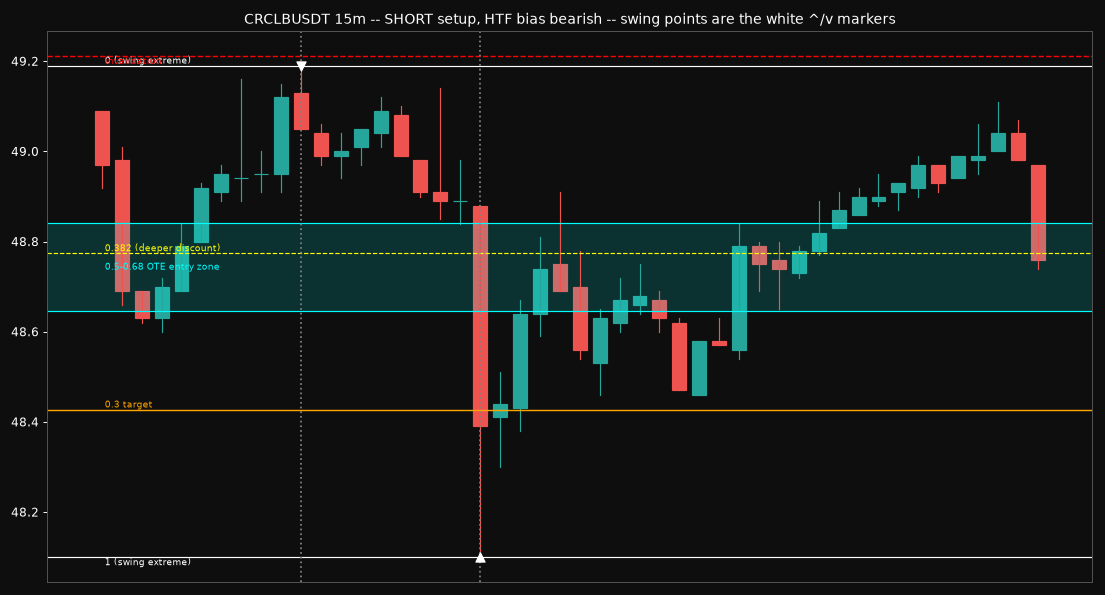 CRCLBUSDT 15m -- SHORT setup, HTF bias bearish -- swing points are the white ^/v markers
0 (swing extreme)
49.2
49.0
48.8
48.6
48.4
48.2
0.382 (deeper discount)
0.5-0.68 OTE entry zone
0.3 target
1 (swing extreme)